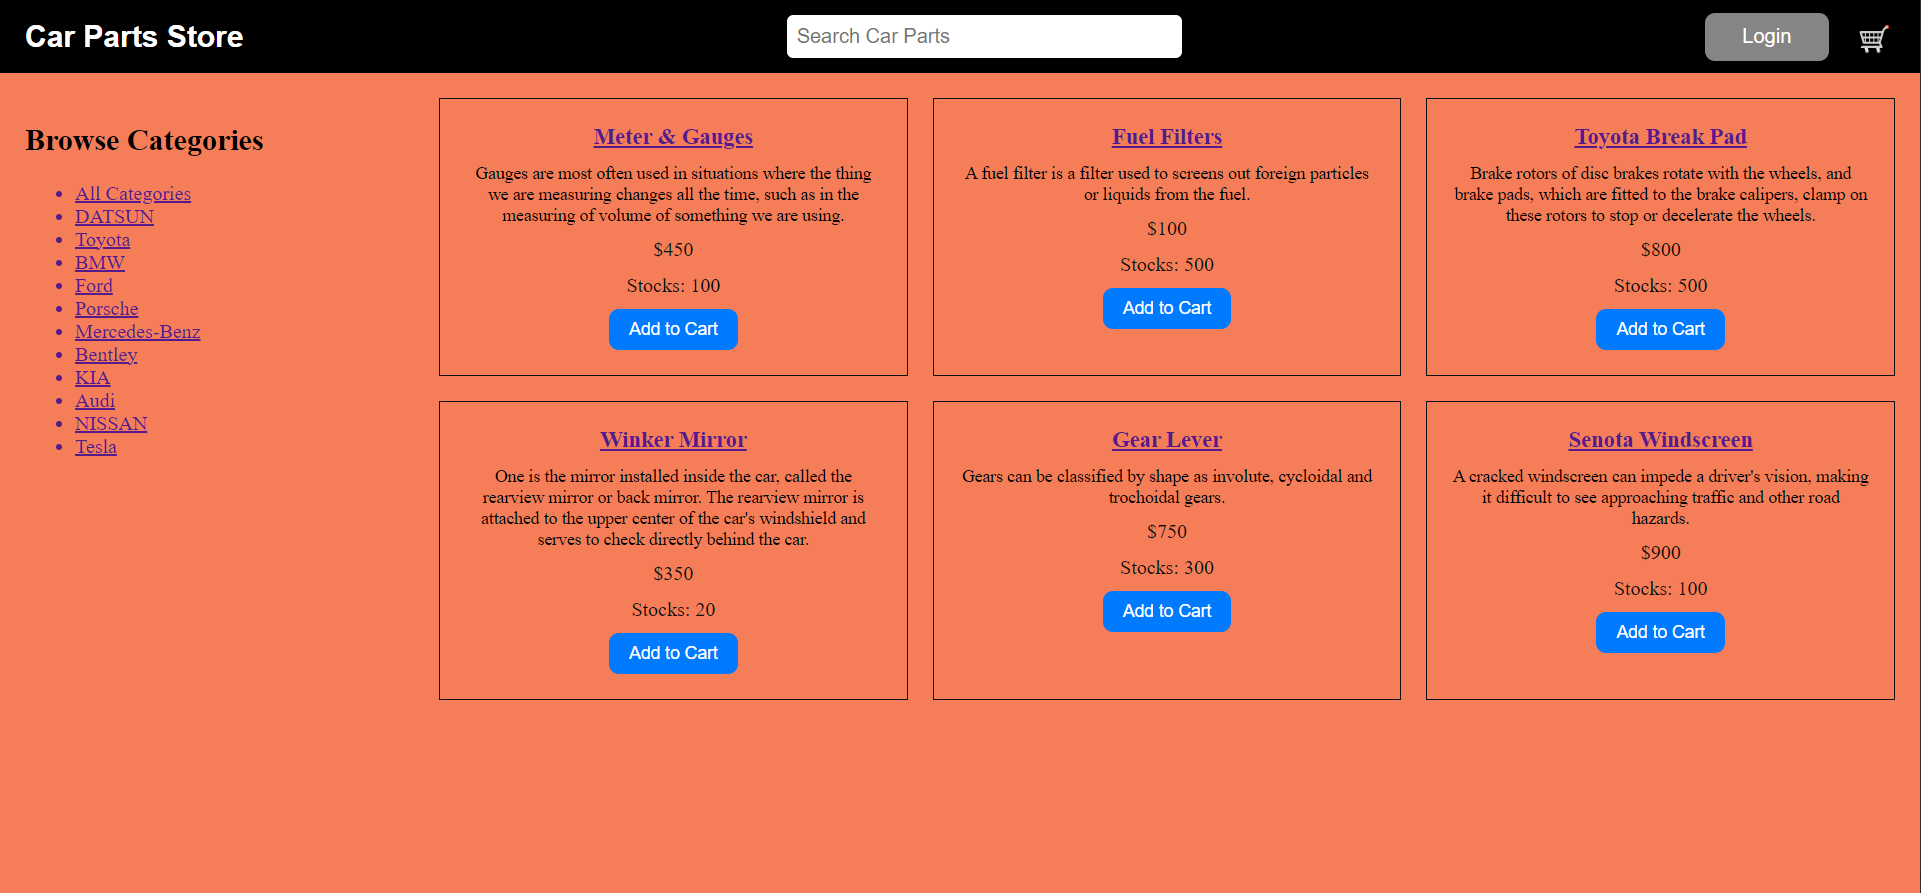 Car Parts Store
Search Car Parts
Login
Browse Categories
All Categories
DATSUN
Toyota
BMW
Ford
Porsche
Mercedes-Benz
Bentley
KIA
Audi
NISSAN
Tesla
Meter & Gauges
Gauges are most often used in situations where the thing
we are measuring changes all the time, such as in the
measuring of volume of something we are using.
$450
Stocks: 100
Add to Cart
Fuel Filters
A fuel filter is a filter used to screens out foreign particles
or liquids from the fuel.
$100
Stocks: 500
Add to Cart
Toyota Break Pad
Brake rotors of disc brakes rotate with the wheels, and
brake pads, which are fitted to the brake calipers, clamp on
these rotors to stop or decelerate the wheels.
$800
Stocks: 500
Add to Cart
Winker Mirror
One is the mirror installed inside the car, called the
rearview mirror or back mirror. The rearview mirror is
attached to the upper center of the car's windshield and
serves to check directly behind the car.
$350
Stocks: 20
Add to Cart
Gear Lever
Gears can be classified by shape as involute, cycloidal and
trochoidal gears.
$750
Stocks: 300
Add to Cart
Senota Windscreen
A cracked windscreen can impede a driver's vision, making
it difficult to see approaching traffic and other road
hazards.
$900
Stocks: 100
Add to Cart